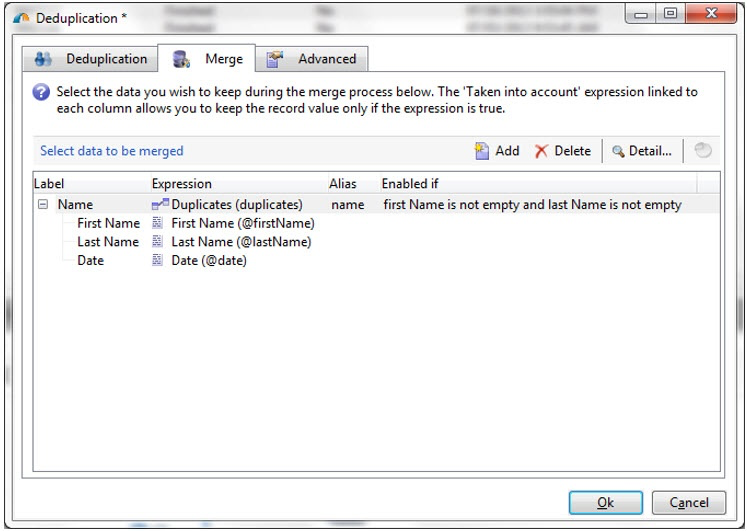 Deduplication *
Deduplication Merge Advanced
Select the data you wish to keep during the merge process below. The 'Taken into account' expression linked to
each column allows you to keep the record value only if the expression is true.
Select data to be merged Add Delete Detail...
Label Expression Alias Enabled if
Name Duplicates (duplicates) name first Name is not empty and last Name is not empty
First Name First Name (@firstName)
Last Name Last Name (@lastName)
Date Date (@date)
Ok Cancel